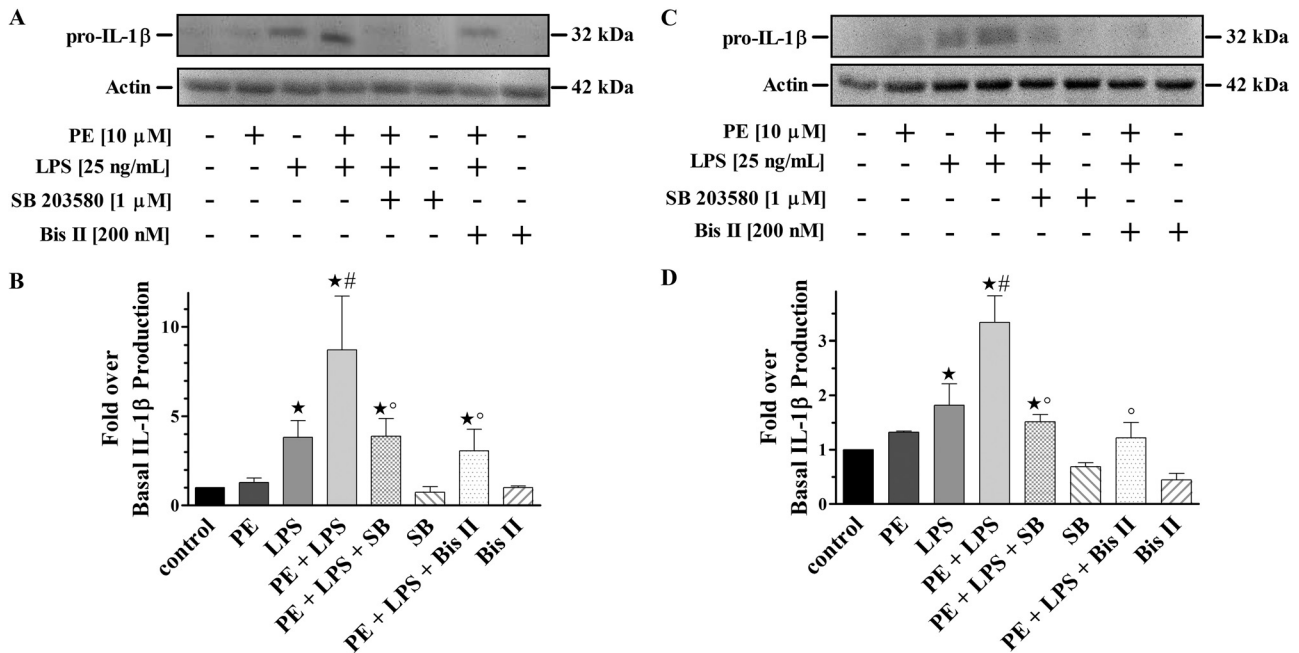 A
pro-IL-1β 32 kDa
Actin 42 kDa
PE [10 μM] - + - + + - + -
LPS [25 ng/mL] - - + + + - + -
SB 203580 [1 μM] - - - - + + - -
Bis II [200 nM] - - - - - - + +
B
Fold over
Basal IL-1β Production
10
5
0
★
★#
★°
★°
control
PE
LPS
PE + LPS
PE + LPS + SB
SB
PE + LPS + Bis II
Bis II
C
pro-IL-1β 32 kDa
Actin 42 kDa
PE [10 μM] - + - + + - + -
LPS [25 ng/mL] - - + + + - + -
SB 203580 [1 μM] - - - - + + - -
Bis II [200 nM] - - - - - - + +
D
Fold over
Basal IL-1β Production
3
2
1
0
★
★#
★°
°
control
PE
LPS
PE + LPS
PE + LPS + SB
SB
PE + LPS + Bis II
Bis II